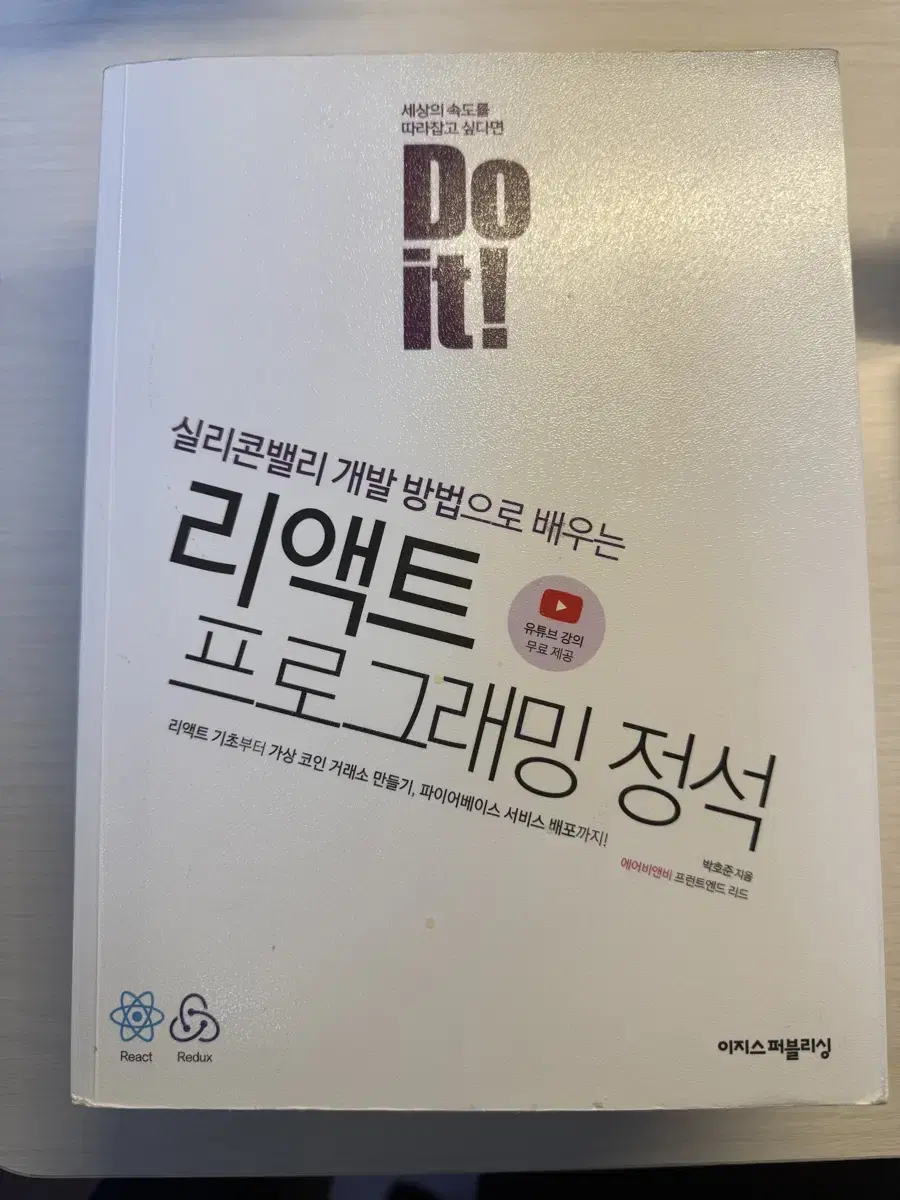 세상의 속도를
따라잡고 싶다면
Do
it!
실리콘밸리 개발 방법으로 배우는
리액트
유튜브 강의
무료 제공
프로그래밍 정석
리액트 기초부터 가상 코인 거래소 만들기, 파이어베이스 서비스 배포까지!
박호준 지음
에어비앤비 프런트엔드 리드
React
Redux
이지스퍼블리싱